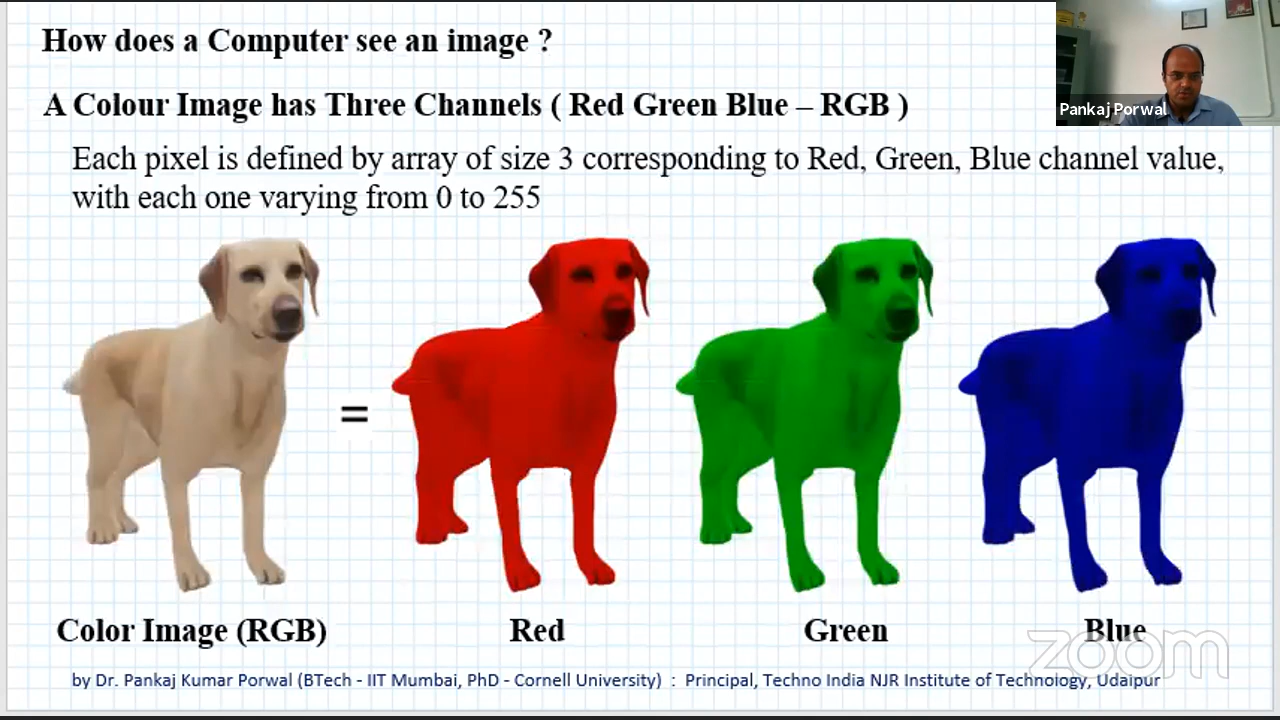 How does a Computer see an image ?
A Colour Image has Three Channels ( Red Green Blue – RGB )
Pankaj Porwal
Each pixel is defined by array of size 3 corresponding to Red, Green, Blue channel value,
with each one varying from 0 to 255
=
Color Image (RGB)
Red
Green
Blue
zoom
by Dr. Pankaj Kumar Porwal (BTech - IIT Mumbai, PhD - Cornell University) : Principal, Techno India NJR Institute of Technology, Udaipur